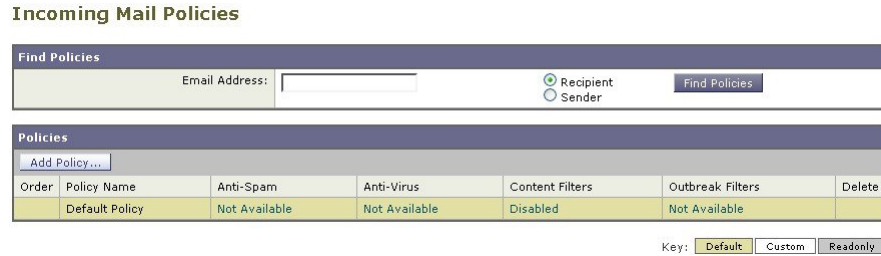 Incoming Mail Policies
Find Policies
Email Address: Recipient Find Policies
Sender
Policies
Add Policy...
Order Policy Name Anti-Spam Anti-Virus Content Filters Outbreak Filters Delete
Default Policy Not Available Not Available Disabled Not Available
Key: Default Custom Readonly